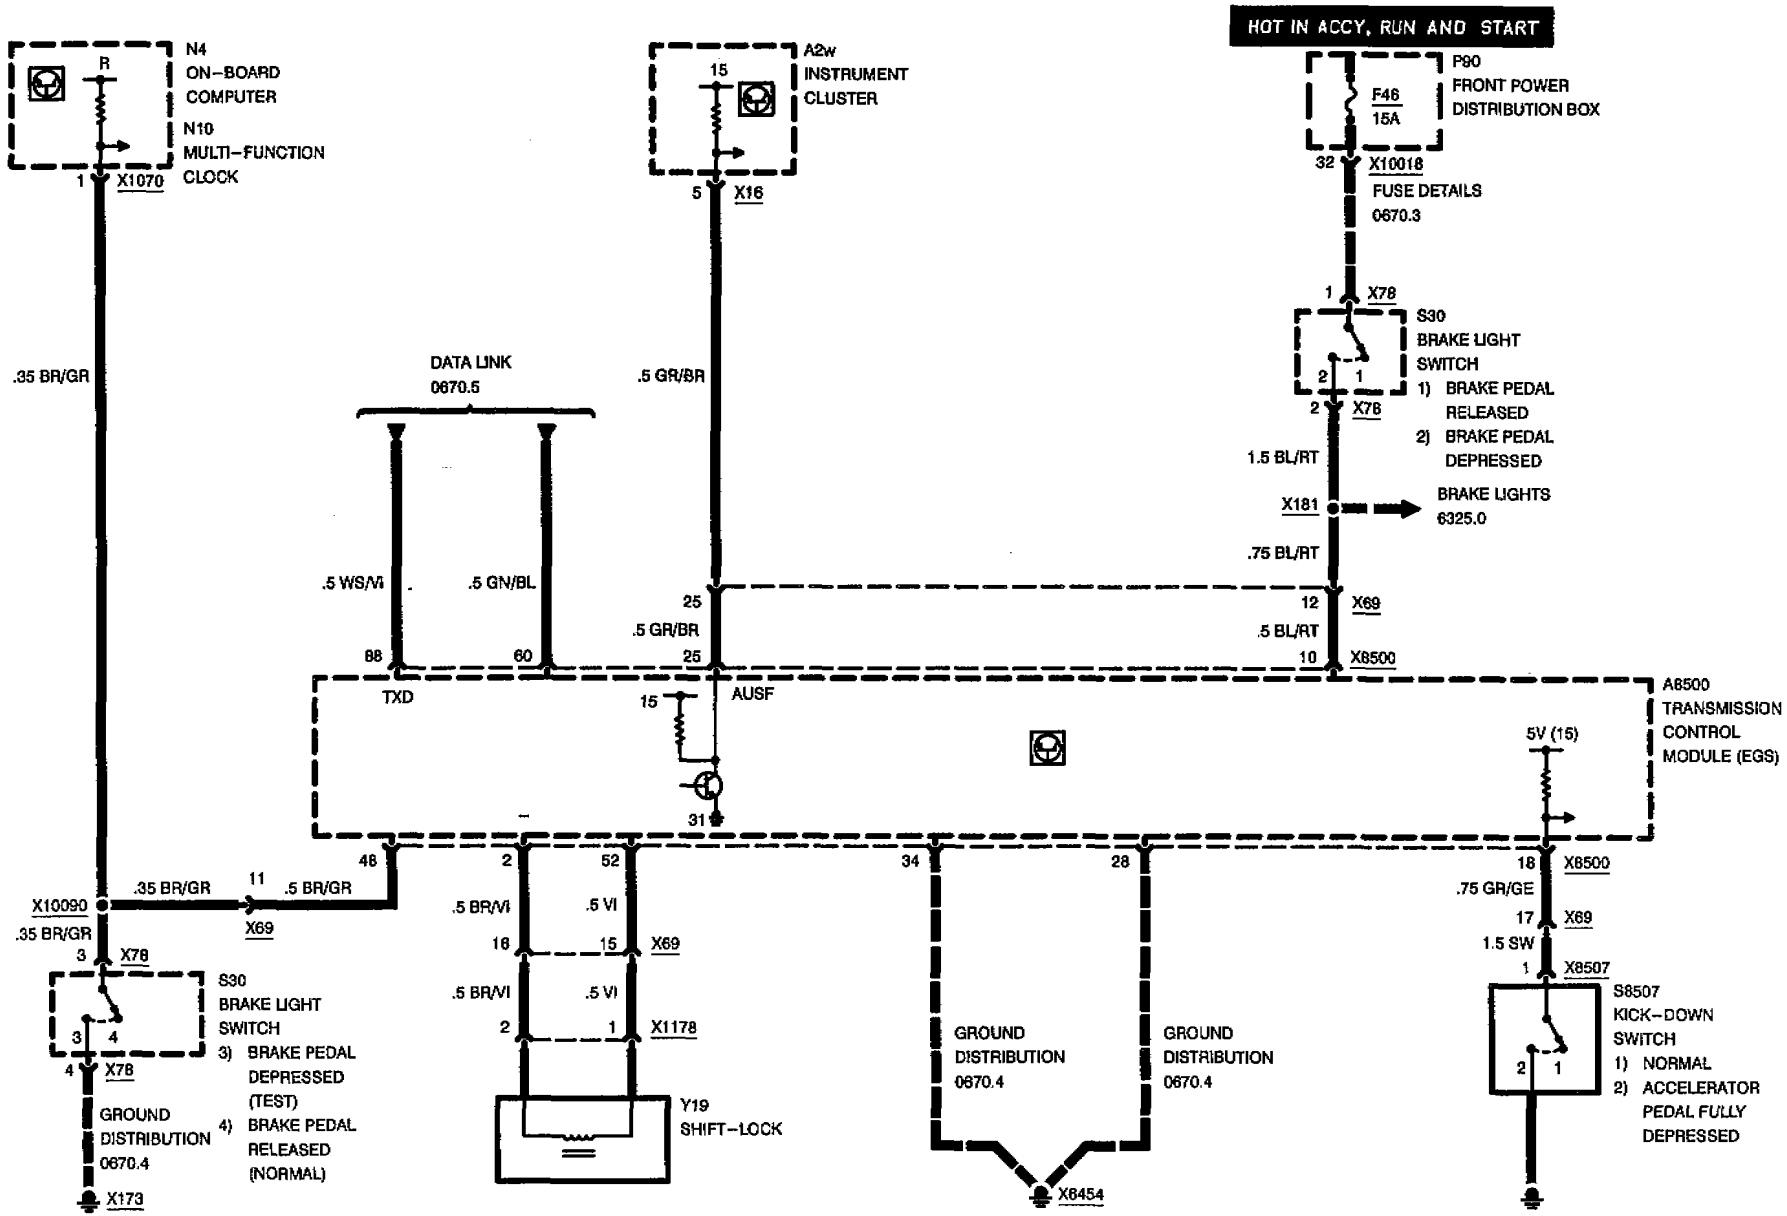 HOT IN ACCY, RUN AND START
N4
ON-BOARD
COMPUTER
N10
MULTI-FUNCTION
CLOCK
R
1
X1070
A2w
INSTRUMENT
CLUSTER
15
5
X16
P90
FRONT POWER
DISTRIBUTION BOX
F46
15A
32
X10018
FUSE DETAILS
0670.3
1
X78
S30
BRAKE LIGHT
SWITCH
1) BRAKE PEDAL
RELEASED
2) BRAKE PEDAL
DEPRESSED
2 1
2
X78
.35 BR/GR
DATA LINK
0670.5
.5 GR/BR
1.5 BL/RT
X181
BRAKE LIGHTS
6325.0
.75 BL/RT
.5 WS/VI
.5 GN/BL
25
12
X69
.5 GR/BR
.5 BL/RT
88
60
25
10
X8500
TXD
15
AUSF
31
5V (15)
A8500
TRANSMISSION
CONTROL
MODULE (EGS)
48
2
52
34
28
18
X8500
.35 BR/GR
11
.5 BR/GR
X10090
X69
.35 BR/GR
3
X78
S30
BRAKE LIGHT
SWITCH
3) BRAKE PEDAL
DEPRESSED
(TEST)
4) BRAKE PEDAL
RELEASED
(NORMAL)
3 4
4
X78
GROUND
DISTRIBUTION
0670.4
X173
.5 BR/VI
.5 VI
16
15
X69
.5 BR/VI
.5 VI
2
1
X1178
Y19
SHIFT-LOCK
GROUND
DISTRIBUTION
0670.4
GROUND
DISTRIBUTION
0670.4
X8454
.75 GR/GE
17
X69
1.5 SW
1
X8507
S8507
KICK-DOWN
SWITCH
1) NORMAL
2) ACCELERATOR
PEDAL FULLY
DEPRESSED
2 1